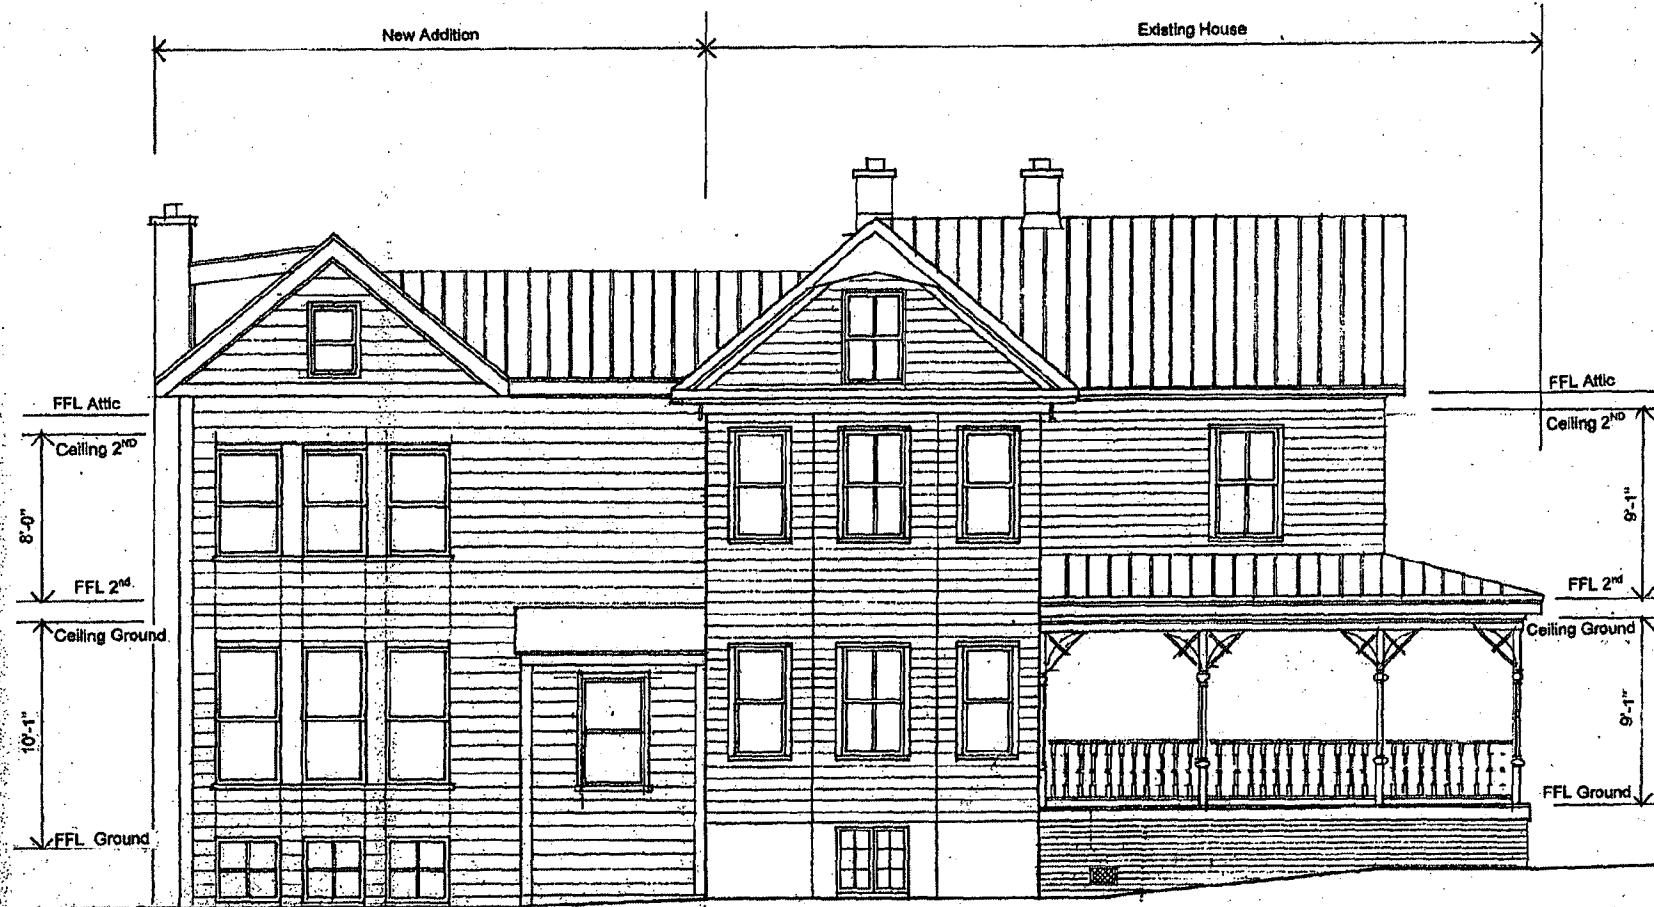 New Addition
Existing House
FFL Attic
Ceiling 2ND
8'-0"
FFL 2nd.
Ceiling Ground
10'-1"
FFL Ground
FFL Attic
Ceiling 2ND
9'-1"
FFL 2nd
Ceiling Ground
9'-1"
FFL Ground